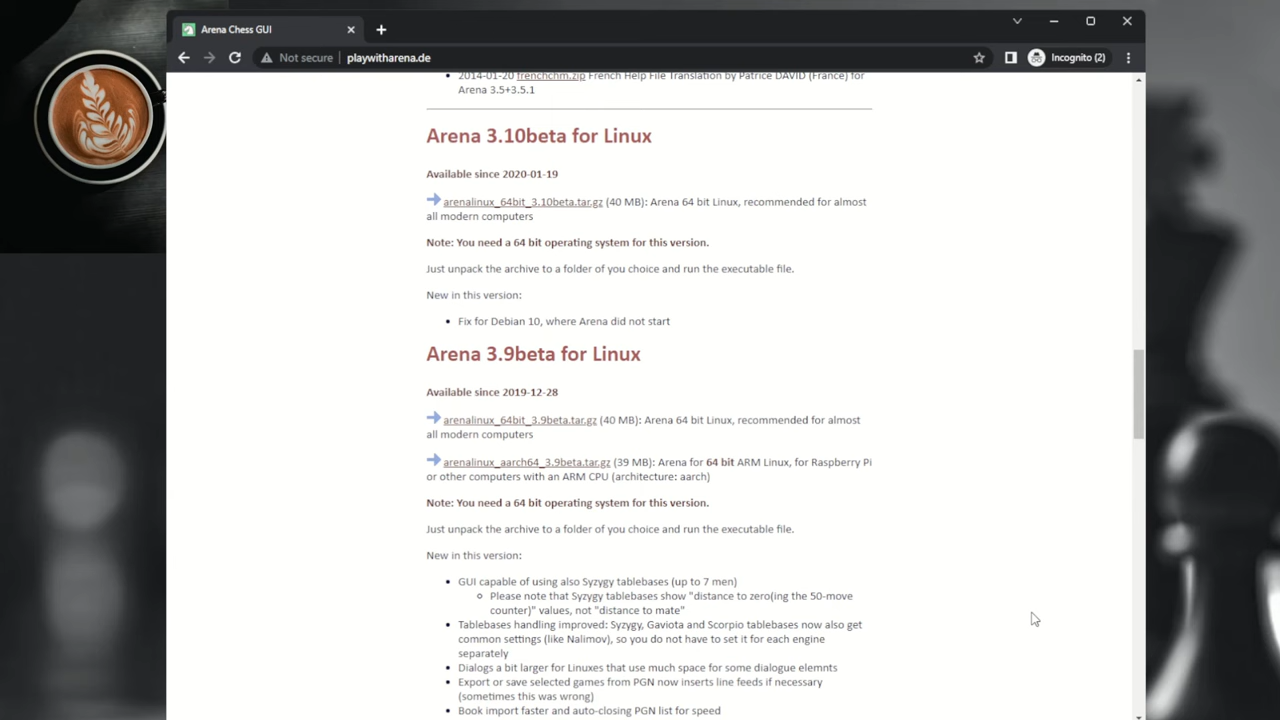 Arena Chess GUI
Not secure
playwitharena.de
Incognito (2)
2014-01-20 frenchchm.zip French Help File Translation by Patrice DAVID (France) for
Arena 3.5+3.5.1
Arena 3.10beta for Linux
Available since 2020-01-19
arenalinux_64bit_3.10beta.tar.gz (40 MB): Arena 64 bit Linux, recommended for almost
all modern computers
Note: You need a 64 bit operating system for this version.
Just unpack the archive to a folder of you choice and run the executable file.
New in this version:
Fix for Debian 10, where Arena did not start
Arena 3.9beta for Linux
Available since 2019-12-28
arenalinux_64bit_3.9beta.tar.gz (40 MB): Arena 64 bit Linux, recommended for almost
all modern computers
arenalinux_aarch64_3.9beta.tar.gz (39 MB): Arena for 64 bit ARM Linux, for Raspberry Pi
or other computers with an ARM CPU (architecture: aarch)
Note: You need a 64 bit operating system for this version.
Just unpack the archive to a folder of you choice and run the executable file.
New in this version:
GUI capable of using also Syzygy tablebases (up to 7 men)
Please note that Syzygy tablebases show "distance to zero(ing the 50-move
counter)" values, not "distance to mate"
Tablebases handling improved: Syzygy, Gaviota and Scorpio tablebases now also get
common settings (like Nalimov), so you do not have to set it for each engine
separately
Dialogs a bit larger for Linuxes that use much space for some dialogue elemnts
Export or save selected games from PGN now inserts line feeds if necessary
(sometimes this was wrong)
Book import faster and auto-closing PGN list for speed